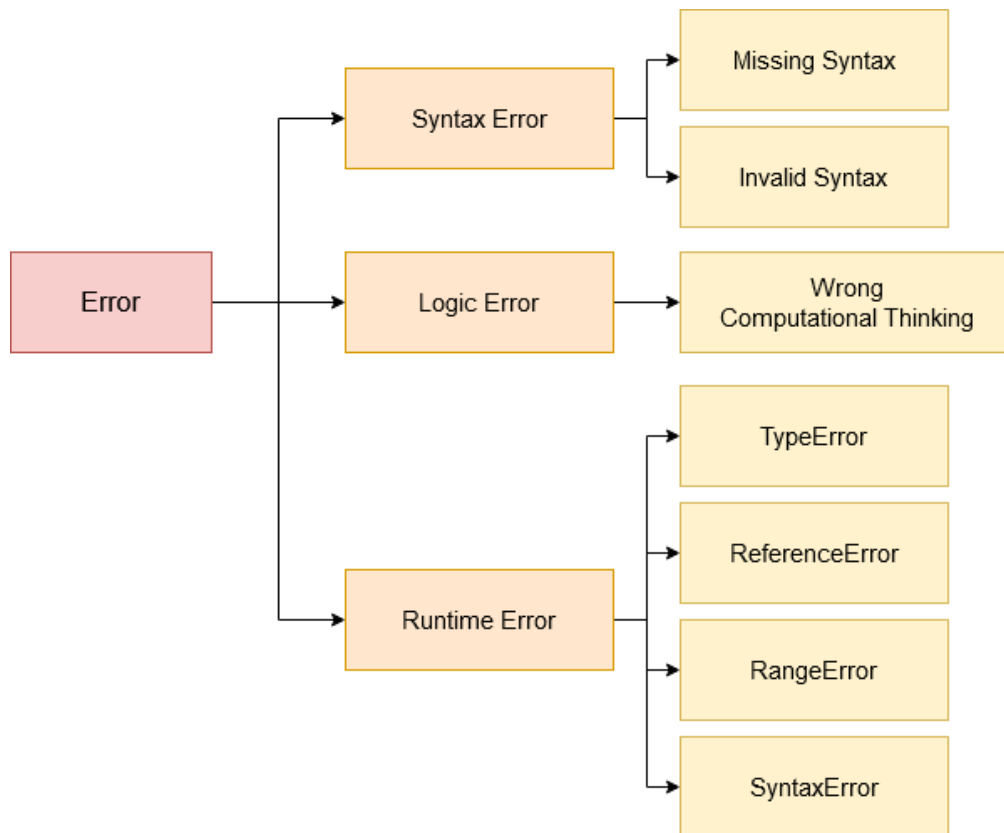 Missing Syntax
Syntax Error
Invalid Syntax
Error
Logic Error
Wrong
Computational Thinking
TypeError
ReferenceError
Runtime Error
RangeError
SyntaxError